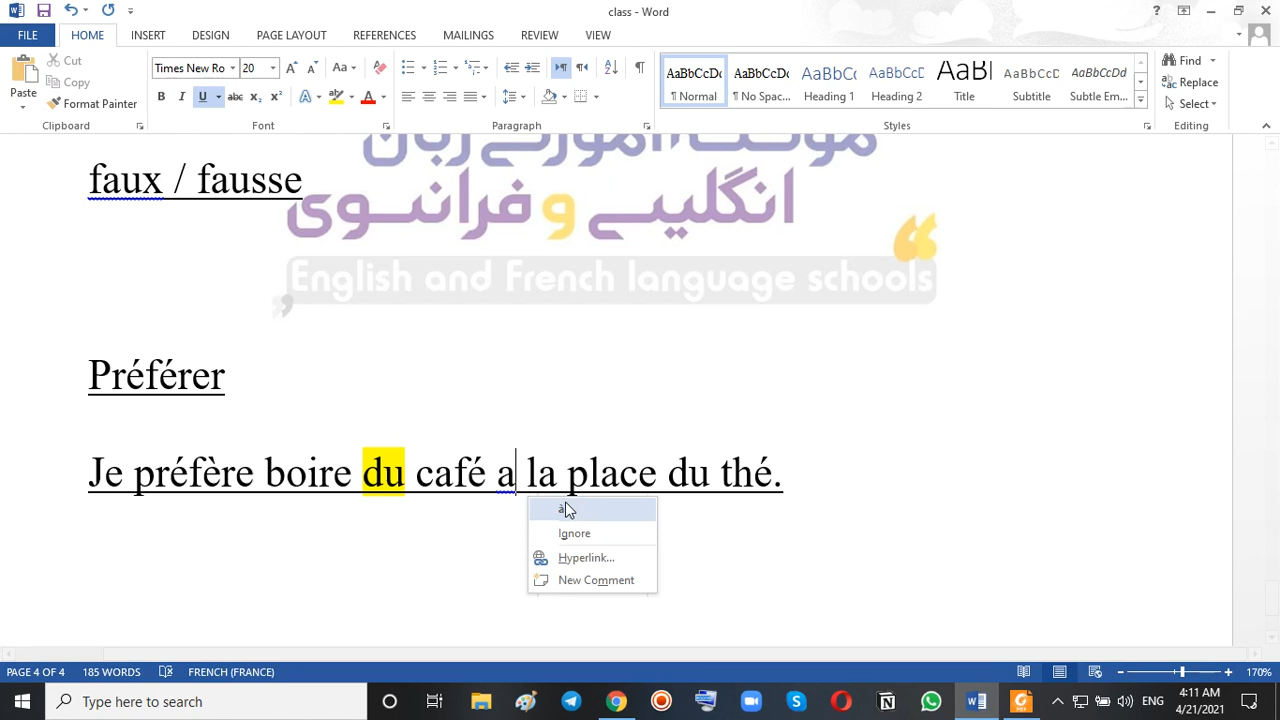 class - Word
FILE HOME INSERT DESIGN PAGE LAYOUT REFERENCES MAILINGS REVIEW VIEW
Cut
Copy
Paste
Format Painter
Clipboard
Times New Ro 20
Font
Paragraph
AaBbCcDc AaBbCcDc AaBbCc AaBbCcD AaBb AaBbCcD AaBbCcDd
¶ Normal ¶ No Spac... Heading 1 Heading 2 Title Subtitle Subtle Em...
Styles
Find
Replace
Select
Editing
موسسه آموزش زبان
انگلیسی و فرانسوی
English and French language schools
faux / fausse
Préférer
Je préfère boire du café a la place du thé.
à
Ignore
Hyperlink...
New Comment
PAGE 4 OF 4 185 WORDS FRENCH (FRANCE) 170%
Type here to search
ENG
4:11 AM
4/21/2021